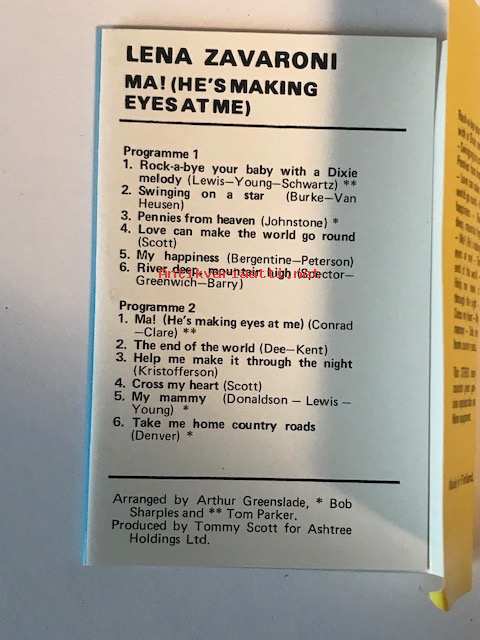 LENA ZAVARONI
MA! (HE'S MAKING
EYES AT ME)
Programme 1
1. Rock-a-bye your baby with a Dixie
melody (Lewis—Young—Schwartz) **
2. Swinging on a star (Burke—Van
Heusen)
3. Pennies from heaven (Johnstone) *
4. Love can make the world go round
(Scott)
5. My happiness (Bergentine—Peterson)
6. River deep, mountain high (Spector—
Greenwich—Barry)
Programme 2
1. Ma! (He's making eyes at me) (Conrad
—Clare) **
2. The end of the world (Dee—Kent)
3. Help me make it through the night
(Kristofferson)
4. Cross my heart (Scott)
5. My mammy (Donaldson — Lewis —
Young) *
6. Take me home country roads
(Denver) *
Arranged by Arthur Greenslade, * Bob
Sharples and ** Tom Parker.
Produced by Tommy Scott for Ashtree
Holdings Ltd.